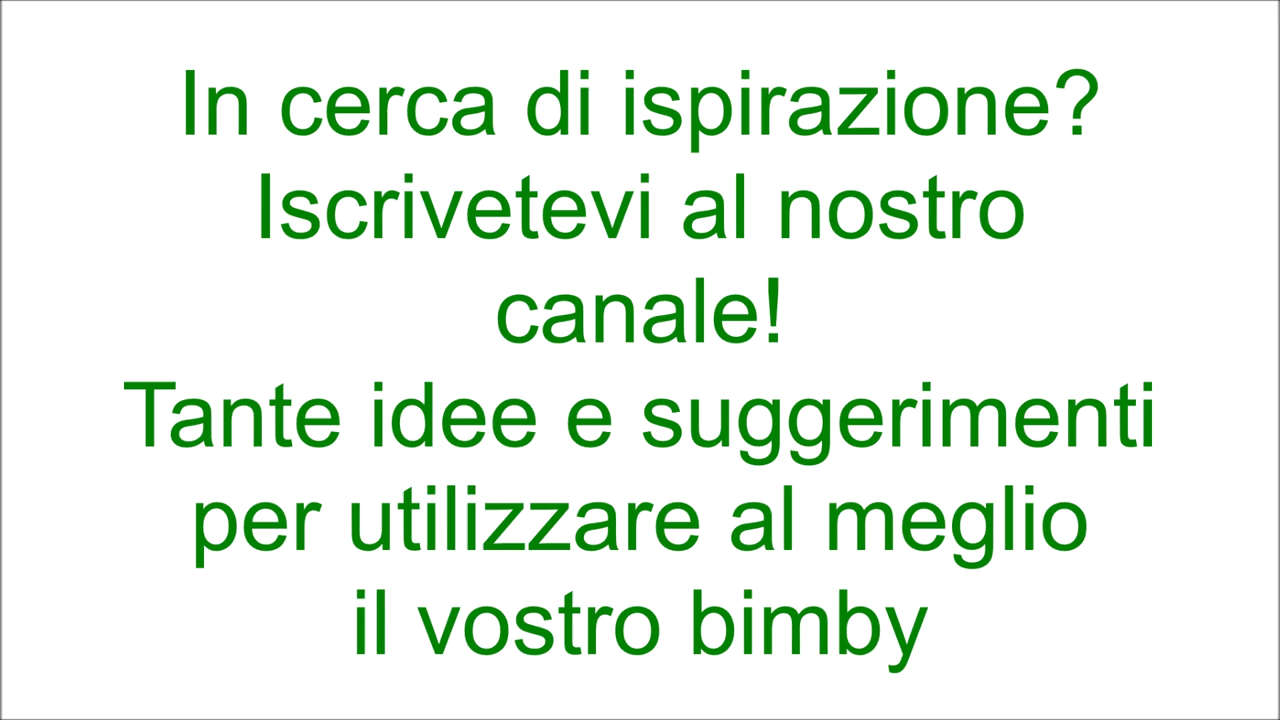 In cerca di ispirazione?
Iscrivetevi al nostro
canale!
Tante idee e suggerimenti
per utilizzare al meglio
il vostro bimby